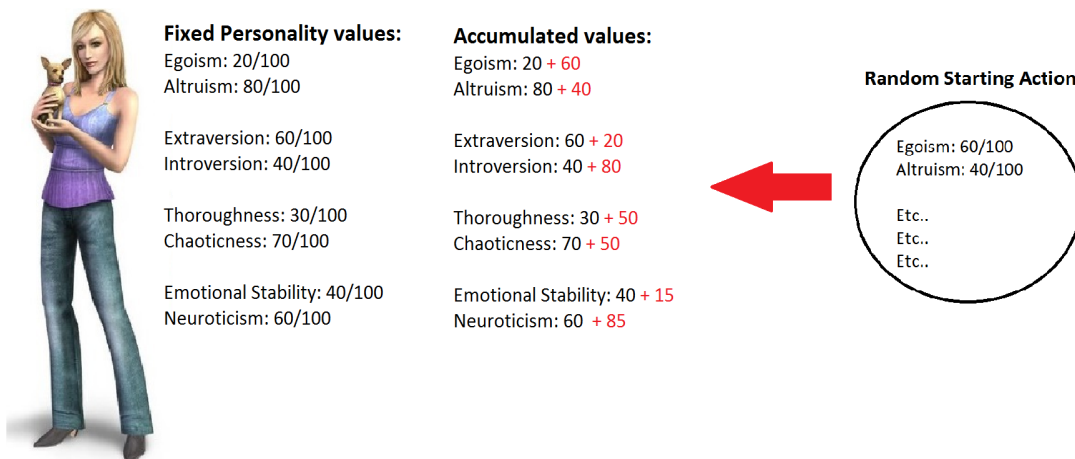 Fixed Personality values:
Egoism: 20/100
Altruism: 80/100
Extraversion: 60/100
Introversion: 40/100
Thoroughness: 30/100
Chaoticness: 70/100
Emotional Stability: 40/100
Neuroticism: 60/100
Accumulated values:
Egoism: 20 + 60
Altruism: 80 + 40
Extraversion: 60 + 20
Introversion: 40 + 80
Thoroughness: 30 + 50
Chaoticness: 70 + 50
Emotional Stability: 40 + 15
Neuroticism: 60 + 85
Random Starting Action
Egoism: 60/100
Altruism: 40/100
Etc..
Etc..
Etc..